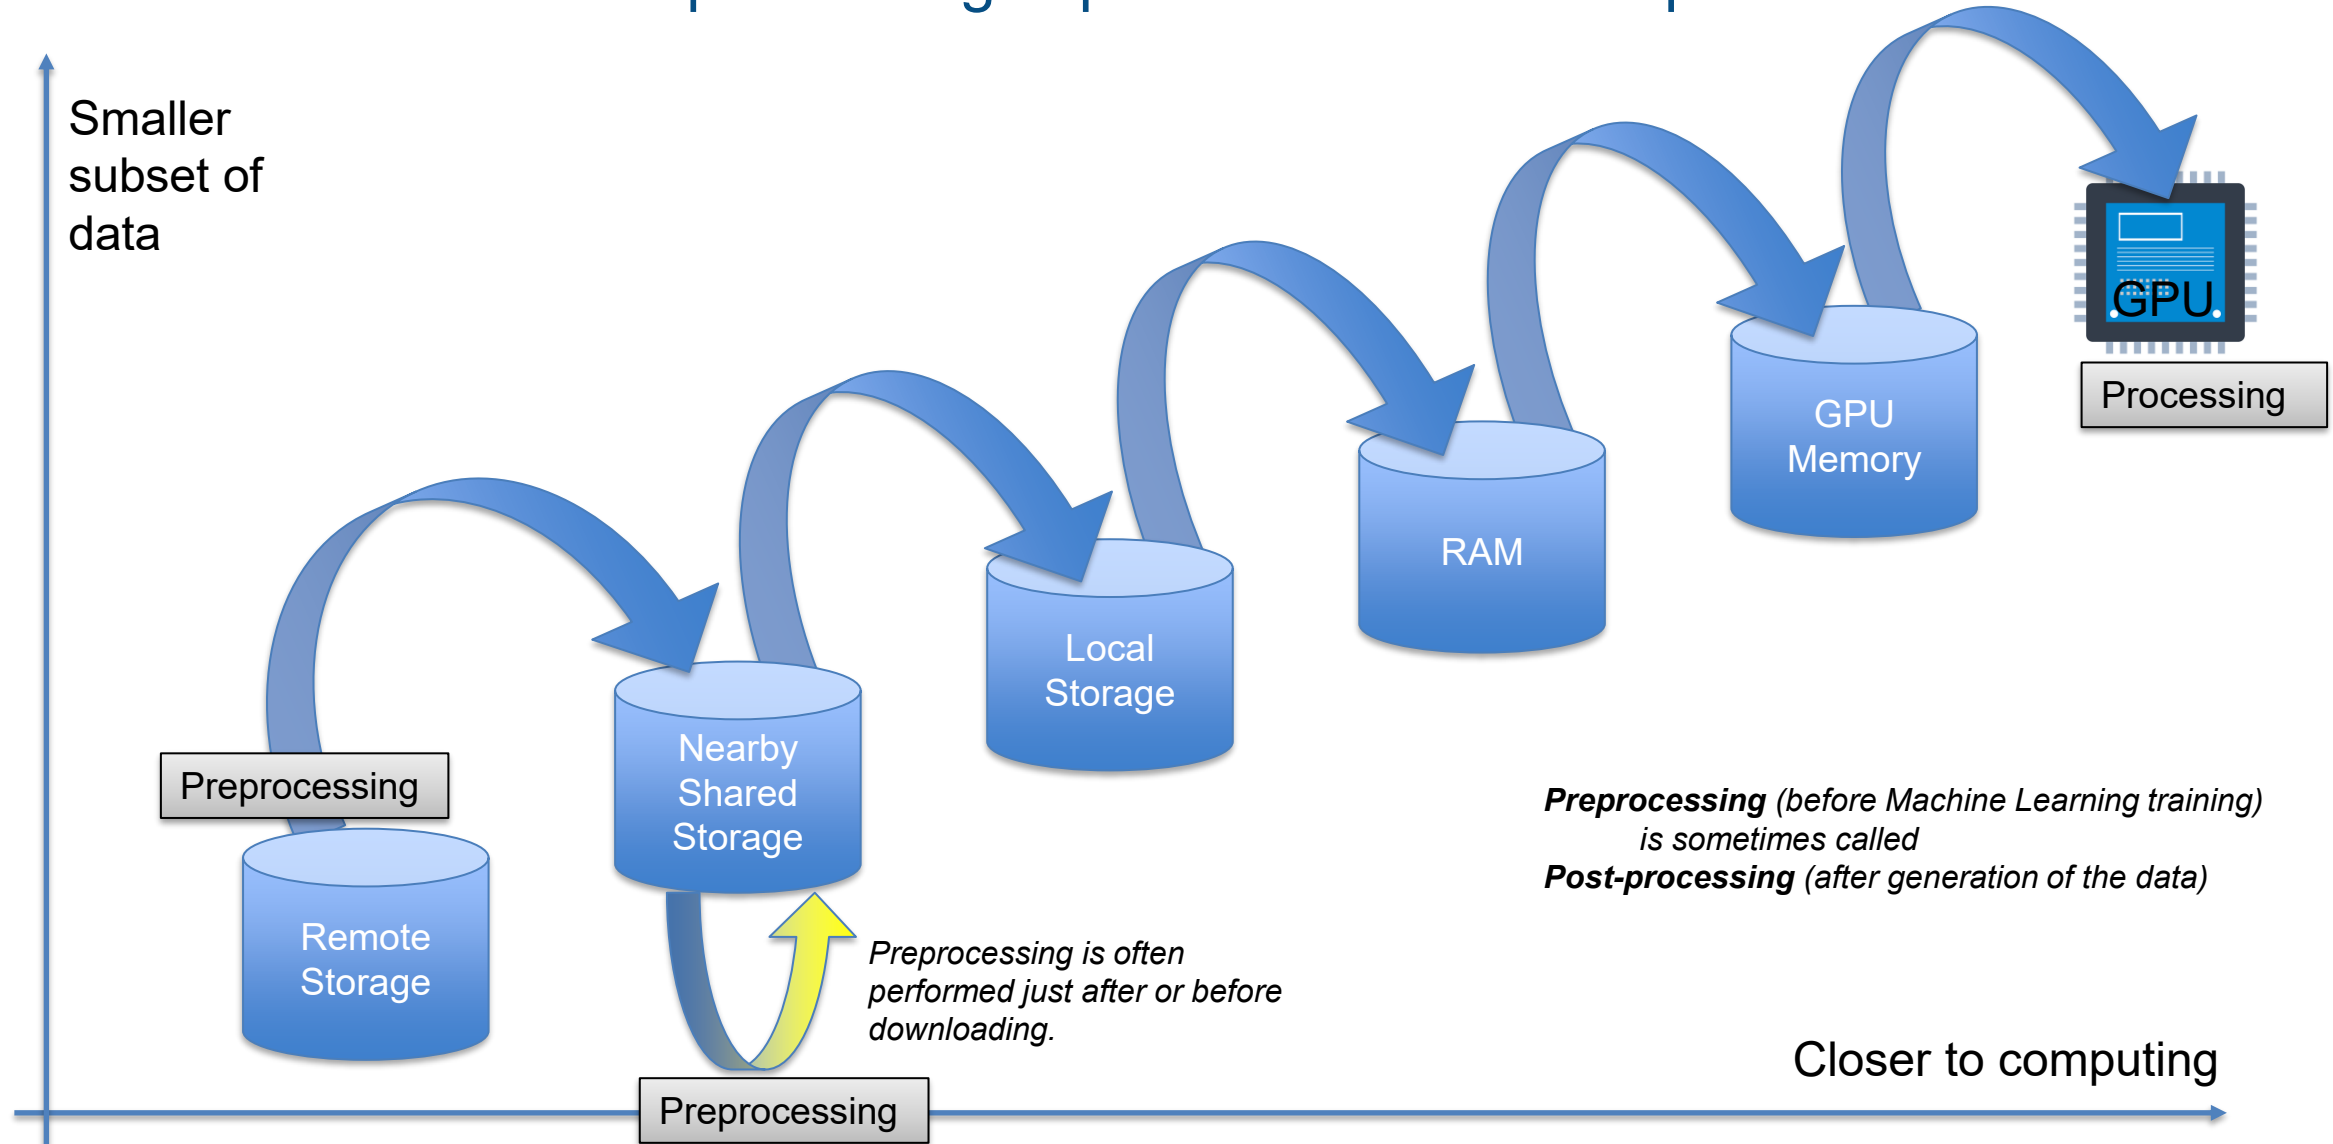 Smaller
subset of
data
GPU
Processing
GPU
Memory
RAM
Local
Storage
Nearby
Shared
Storage
Preprocessing
Remote
Storage
Preprocessing (before Machine Learning training)
is sometimes called
Post-processing (after generation of the data)
Preprocessing is often
performed just after or before
downloading.
Closer to computing
Preprocessing